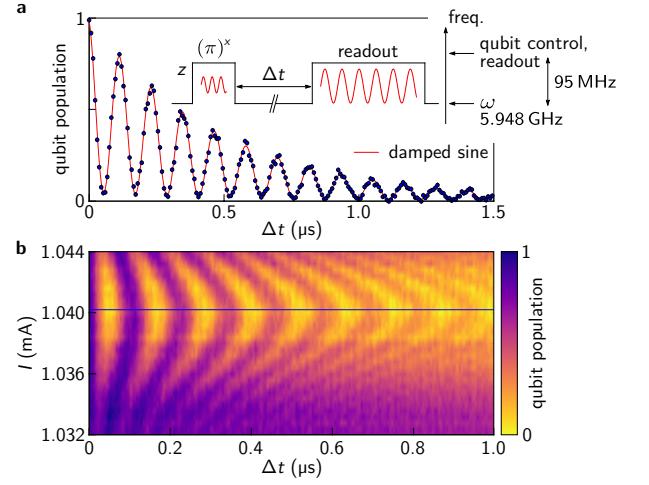 a
qubit population
1
0
0
0.5
1.0
1.5
Δt (µs)
z
(π)ˣ
Δt
readout
freq.
qubit control,
readout
95 MHz
ω
5.948 GHz
damped sine
b
I (mA)
1.044
1.040
1.036
1.032
0
0.2
0.4
0.6
0.8
1.0
Δt (µs)
1
0
qubit population